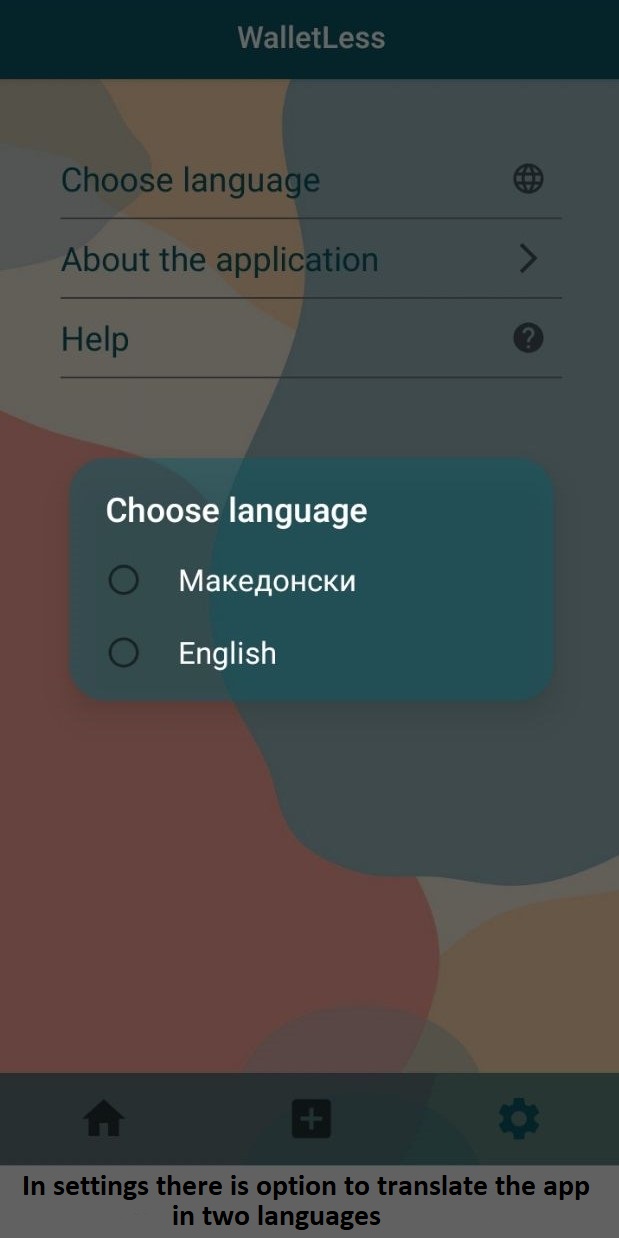 WalletLess
Choose language
About the application
Help
Choose language
Македонски
English
In settings there is option to translate the app
in two languages